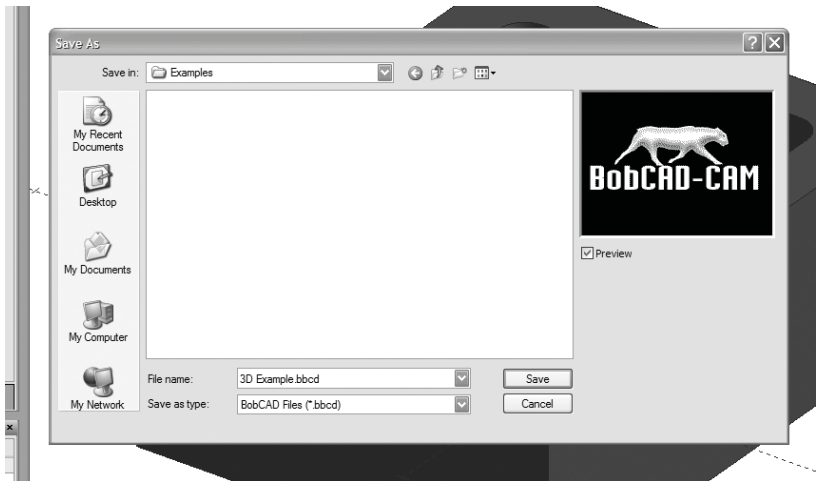 Save As
Save in:
Examples
My Recent
Documents
Desktop
My Documents
My Computer
My Network
BobCAD-CAM
Preview
File name:
3D Example.bbcd
Save
Save as type:
BobCAD Files (*.bbcd)
Cancel